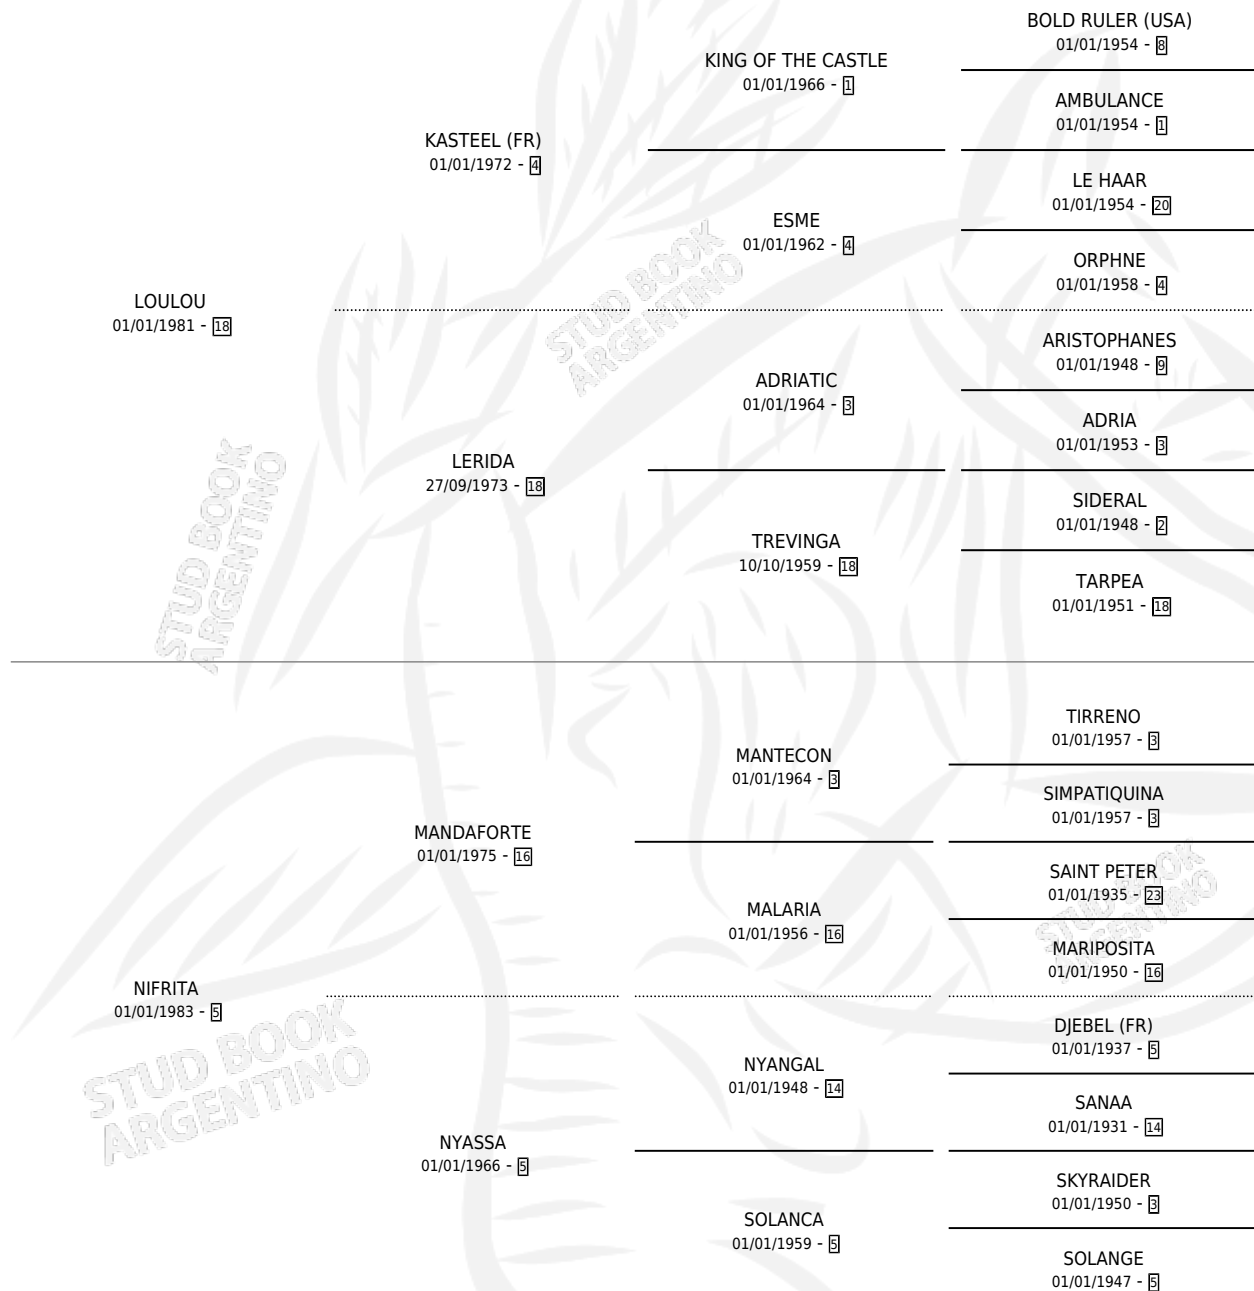 BOLD RULER (USA)
01/01/1954 - 8
KING OF THE CASTLE
01/01/1966 - 1
AMBULANCE
01/01/1954 - 1
KASTEEL (FR)
01/01/1972 - 4
LE HAAR
01/01/1954 - 20
ESME
01/01/1962 - 4
ORPHNE
01/01/1958 - 4
LOULOU
01/01/1981 - 18
ARISTOPHANES
01/01/1948 - 9
ADRIATIC
01/01/1964 - 3
ADRIA
01/01/1953 - 3
LERIDA
27/09/1973 - 18
SIDERAL
01/01/1948 - 2
TREVINGA
10/10/1959 - 18
TARPEA
01/01/1951 - 18
TIRRENO
01/01/1957 - 3
MANTECON
01/01/1964 - 3
SIMPATIQUINA
01/01/1957 - 3
MANDAFORTE
01/01/1975 - 16
SAINT PETER
01/01/1935 - 23
MALARIA
01/01/1956 - 16
MARIPOSITA
01/01/1950 - 16
NIFRITA
01/01/1983 - 5
DJEBEL (FR)
01/01/1937 - 5
NYANGAL
01/01/1948 - 14
SANAA
01/01/1931 - 14
NYASSA
01/01/1966 - 5
SKYRAIDER
01/01/1950 - 3
SOLANCA
01/01/1959 - 5
SOLANGE
01/01/1947 - 5
STUD BOOK
ARGENTINO
STUD BOOK
ARGENTINO
STUD BOOK
ARGENTINO
STUD BOOK
ARGENTINO